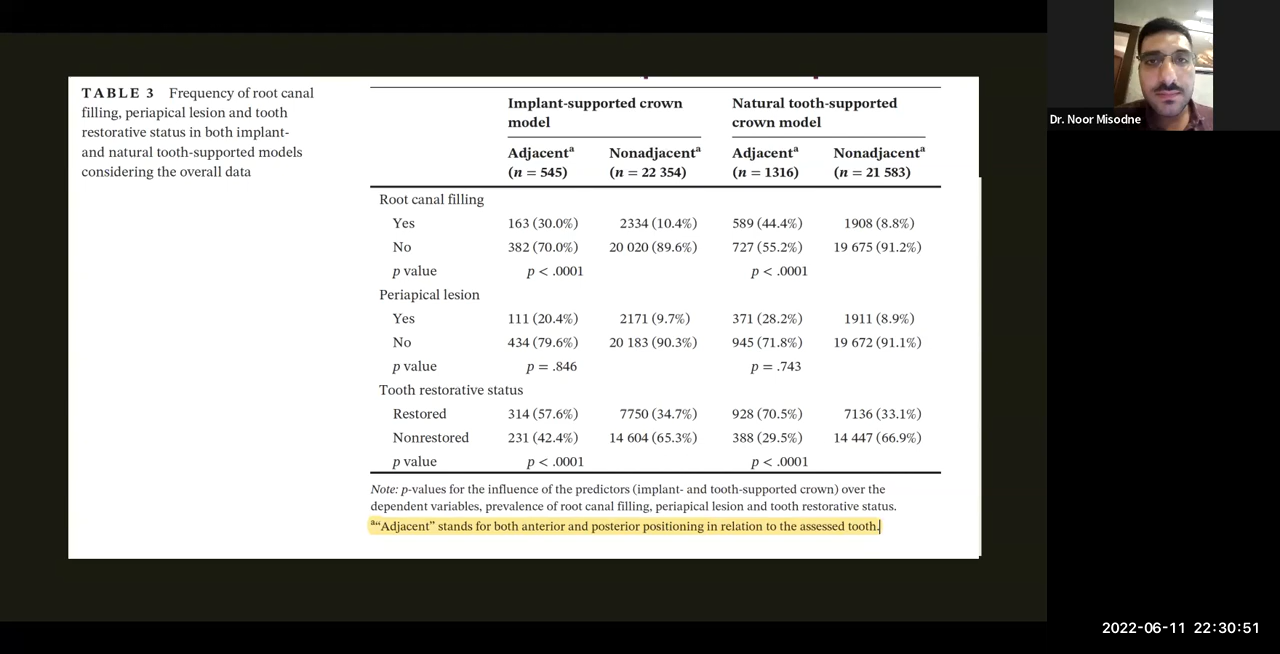 TABLE 3 Frequency of root canal
filling, periapical lesion and tooth
restorative status in both implant-
and natural tooth-supported models
considering the overall data
Implant-supported crown model
Natural tooth-supported crown model
Adjacentᵃ (n = 545)
Nonadjacentᵃ (n = 22 354)
Adjacentᵃ (n = 1316)
Nonadjacentᵃ (n = 21 583)
Root canal filling
Yes 163 (30.0%) 2334 (10.4%) 589 (44.4%) 1908 (8.8%)
No 382 (70.0%) 20 020 (89.6%) 727 (55.2%) 19 675 (91.2%)
p value p < .0001 p < .0001
Periapical lesion
Yes 111 (20.4%) 2171 (9.7%) 371 (28.2%) 1911 (8.9%)
No 434 (79.6%) 20 183 (90.3%) 945 (71.8%) 19 672 (91.1%)
p value p = .846 p = .743
Tooth restorative status
Restored 314 (57.6%) 7750 (34.7%) 928 (70.5%) 7136 (33.1%)
Nonrestored 231 (42.4%) 14 604 (65.3%) 388 (29.5%) 14 447 (66.9%)
p value p < .0001 p < .0001
Note: p-values for the influence of the predictors (implant- and tooth-supported crown) over the
dependent variables, prevalence of root canal filling, periapical lesion and tooth restorative status.
ᵃ“Adjacent” stands for both anterior and posterior positioning in relation to the assessed tooth.
Dr. Noor Misodne
2022-06-11 22:30:51